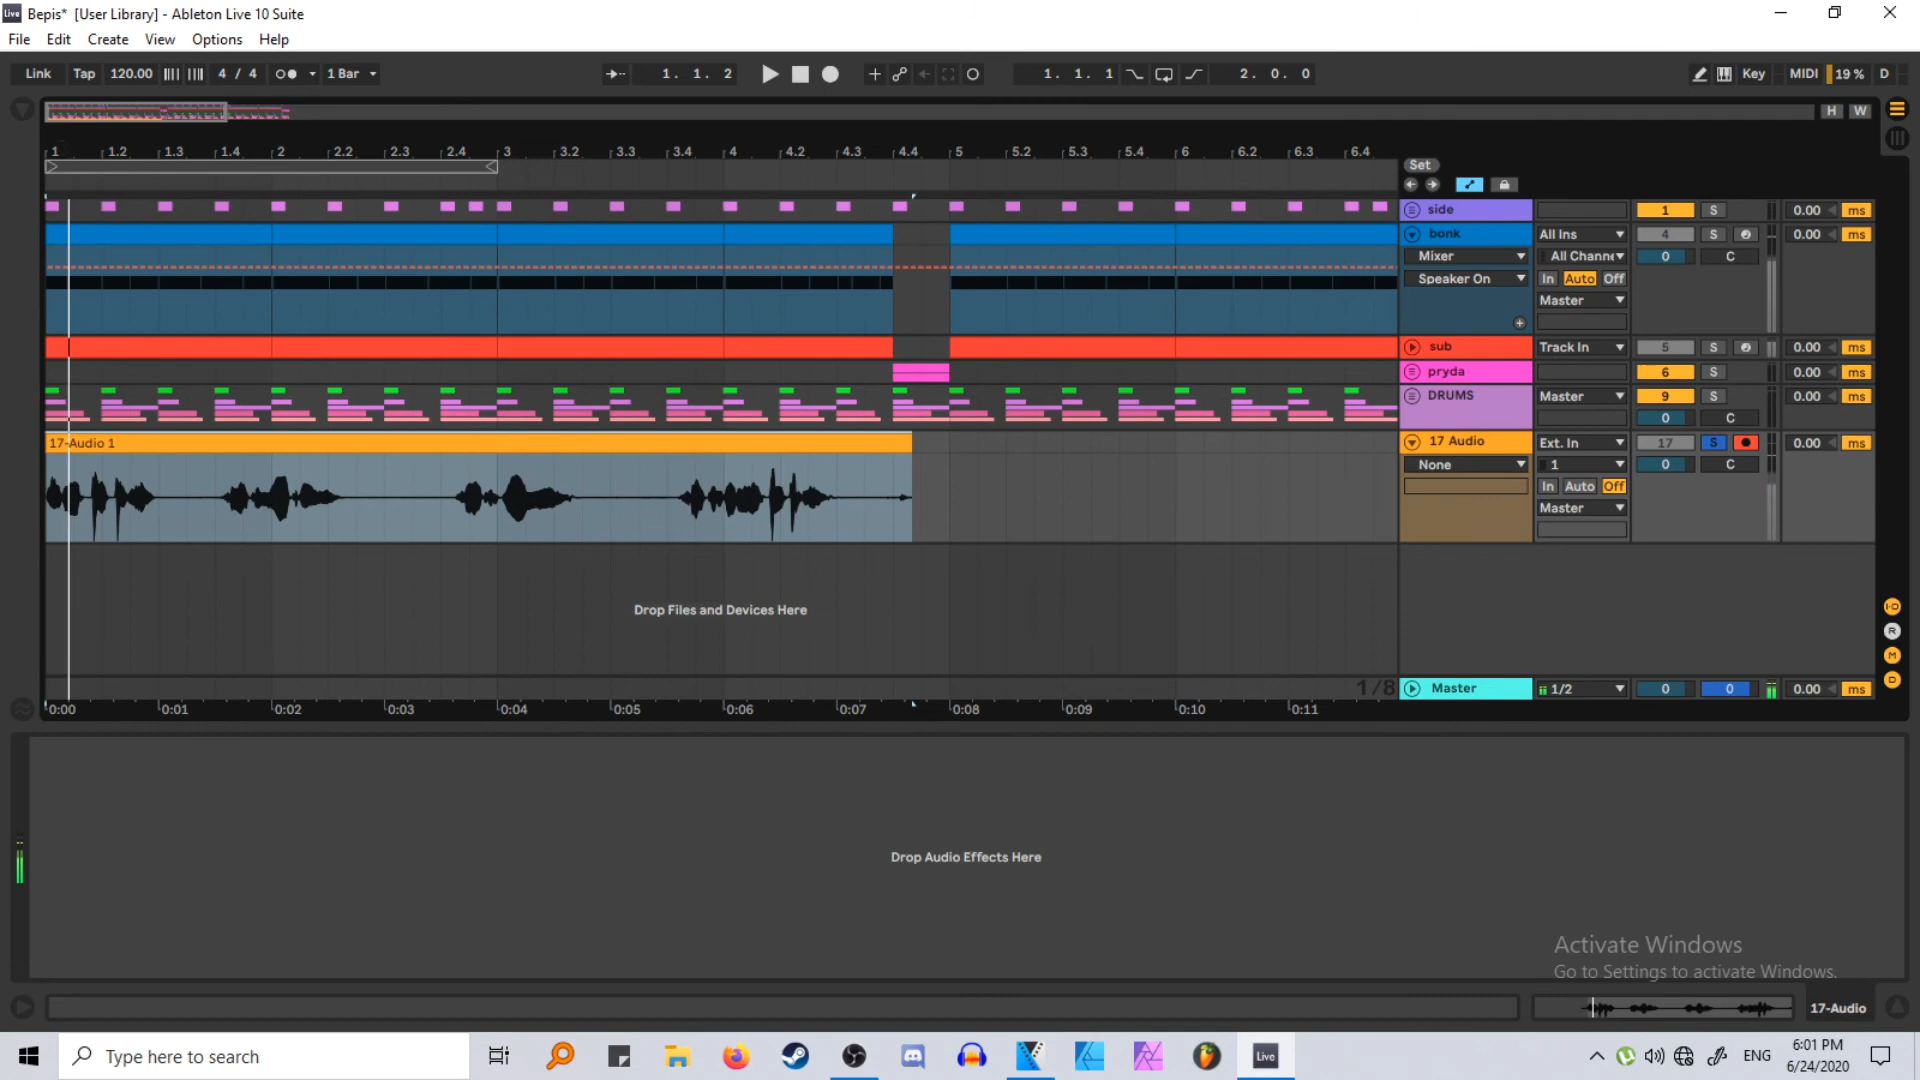 Live Bepis* [User Library] - Ableton Live 10 Suite
File Edit Create View Options Help
Link Tap 120.00 4 / 4 1 Bar 1. 1. 2 1. 1. 1 2. 0. 0 Key MIDI 19 % D
H W
1 1.2 1.3 1.4 2 2.2 2.3 2.4 3 3.2 3.3 3.4 4 4.2 4.3 4.4 5 5.2 5.3 5.4 6 6.2 6.3 6.4
Set
side 1 S 0.00 ms
bonk All Ins 4 S 0.00 ms
Mixer All Channe 0 C
Speaker On In Auto Off
Master
sub Track In 5 S 0.00 ms
pryda 6 S 0.00 ms
DRUMS Master 9 S 0.00 ms
0 C
17-Audio 1 17 Audio Ext. In 17 S 0.00 ms
None 1 0 C
In Auto Off
Master
Drop Files and Devices Here
I-O
R
M
D
1/8 Master 1/2 0 0 0.00 ms
0:00 0:01 0:02 0:03 0:04 0:05 0:06 0:07 0:08 0:09 0:10 0:11
Drop Audio Effects Here
Activate Windows
Go to Settings to activate Windows.
17-Audio
Type here to search Live ENG 6:01 PM
6/24/2020